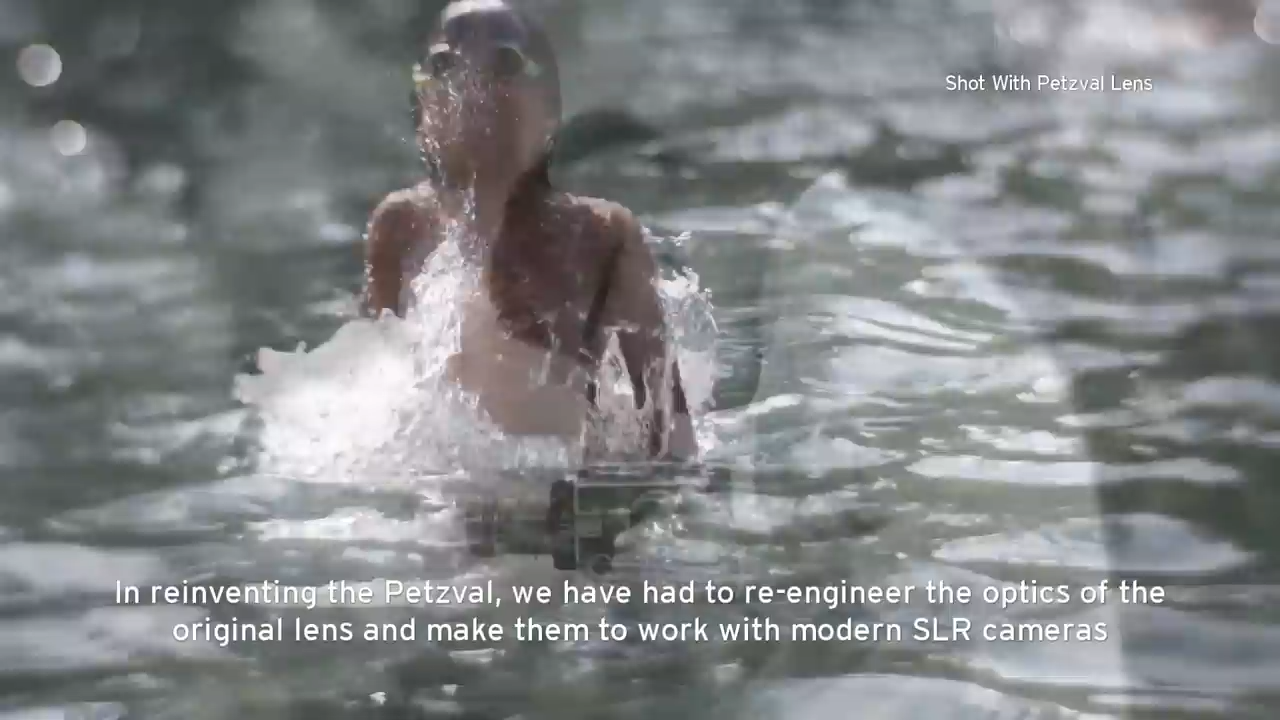 Shot With Petzval Lens
In reinventing the Petzval, we have had to re-engineer the optics of the
original lens and make them to work with modern SLR cameras